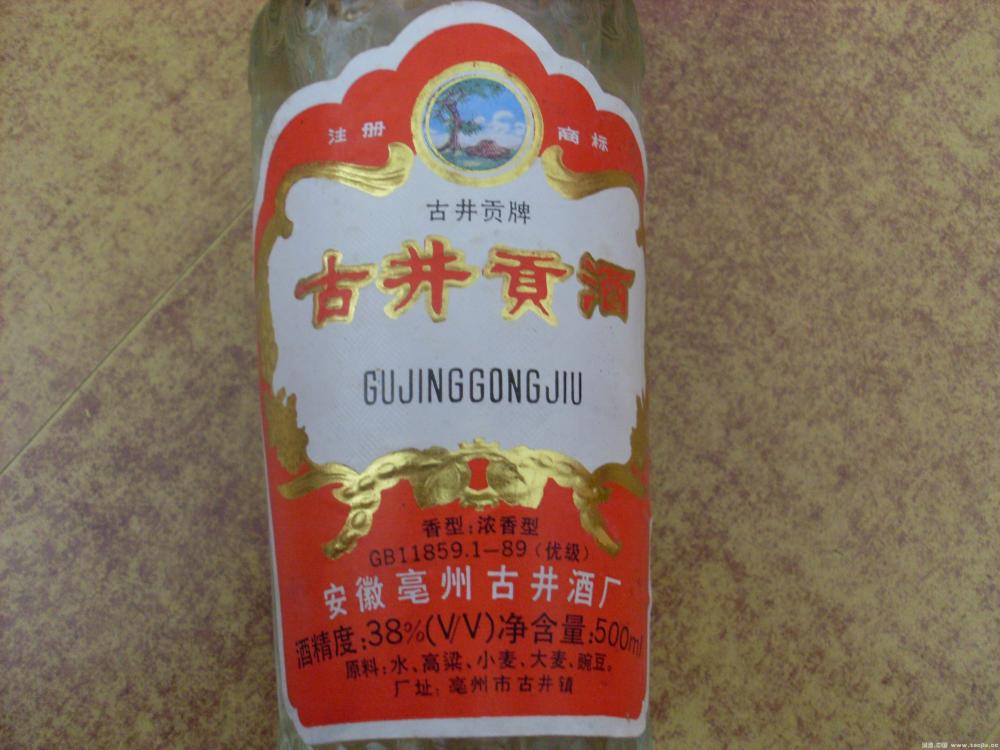 注册 商标
古井贡牌
古井貢酒
GUJINGGONGJIU
香型:浓香型
GB11859.1—89(优级)
安徽亳州古井酒厂
酒精度:38%(V/V)净含量:500ml
原料:水、高粱、小麦、大麦、豌豆。
厂址:亳州市古井镇